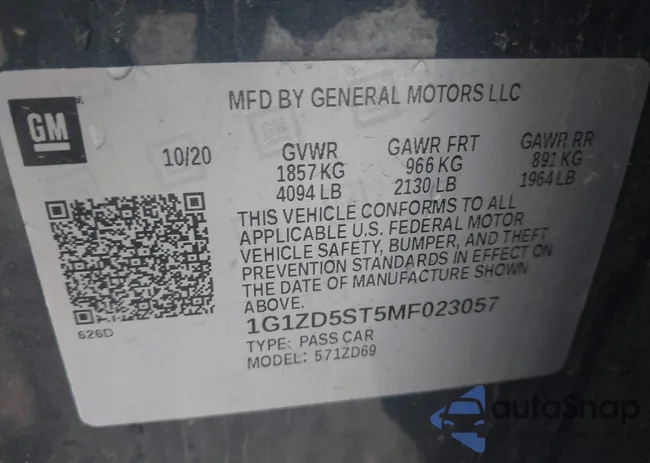 MFD BY GENERAL MOTORS LLC
GM
10/20
GVWR
1857 KG
4094 LB
GAWR FRT
966 KG
2130 LB
GAWR RR
891 KG
1964 LB
THIS VEHICLE CONFORMS TO ALL
APPLICABLE U.S. FEDERAL MOTOR
VEHICLE SAFETY, BUMPER, AND THEFT
PREVENTION STANDARDS IN EFFECT ON
THE DATE OF MANUFACTURE SHOWN
ABOVE.
626D
1G1ZD5ST5MF023057
TYPE: PASS CAR
MODEL: 571ZD69
autoSnap